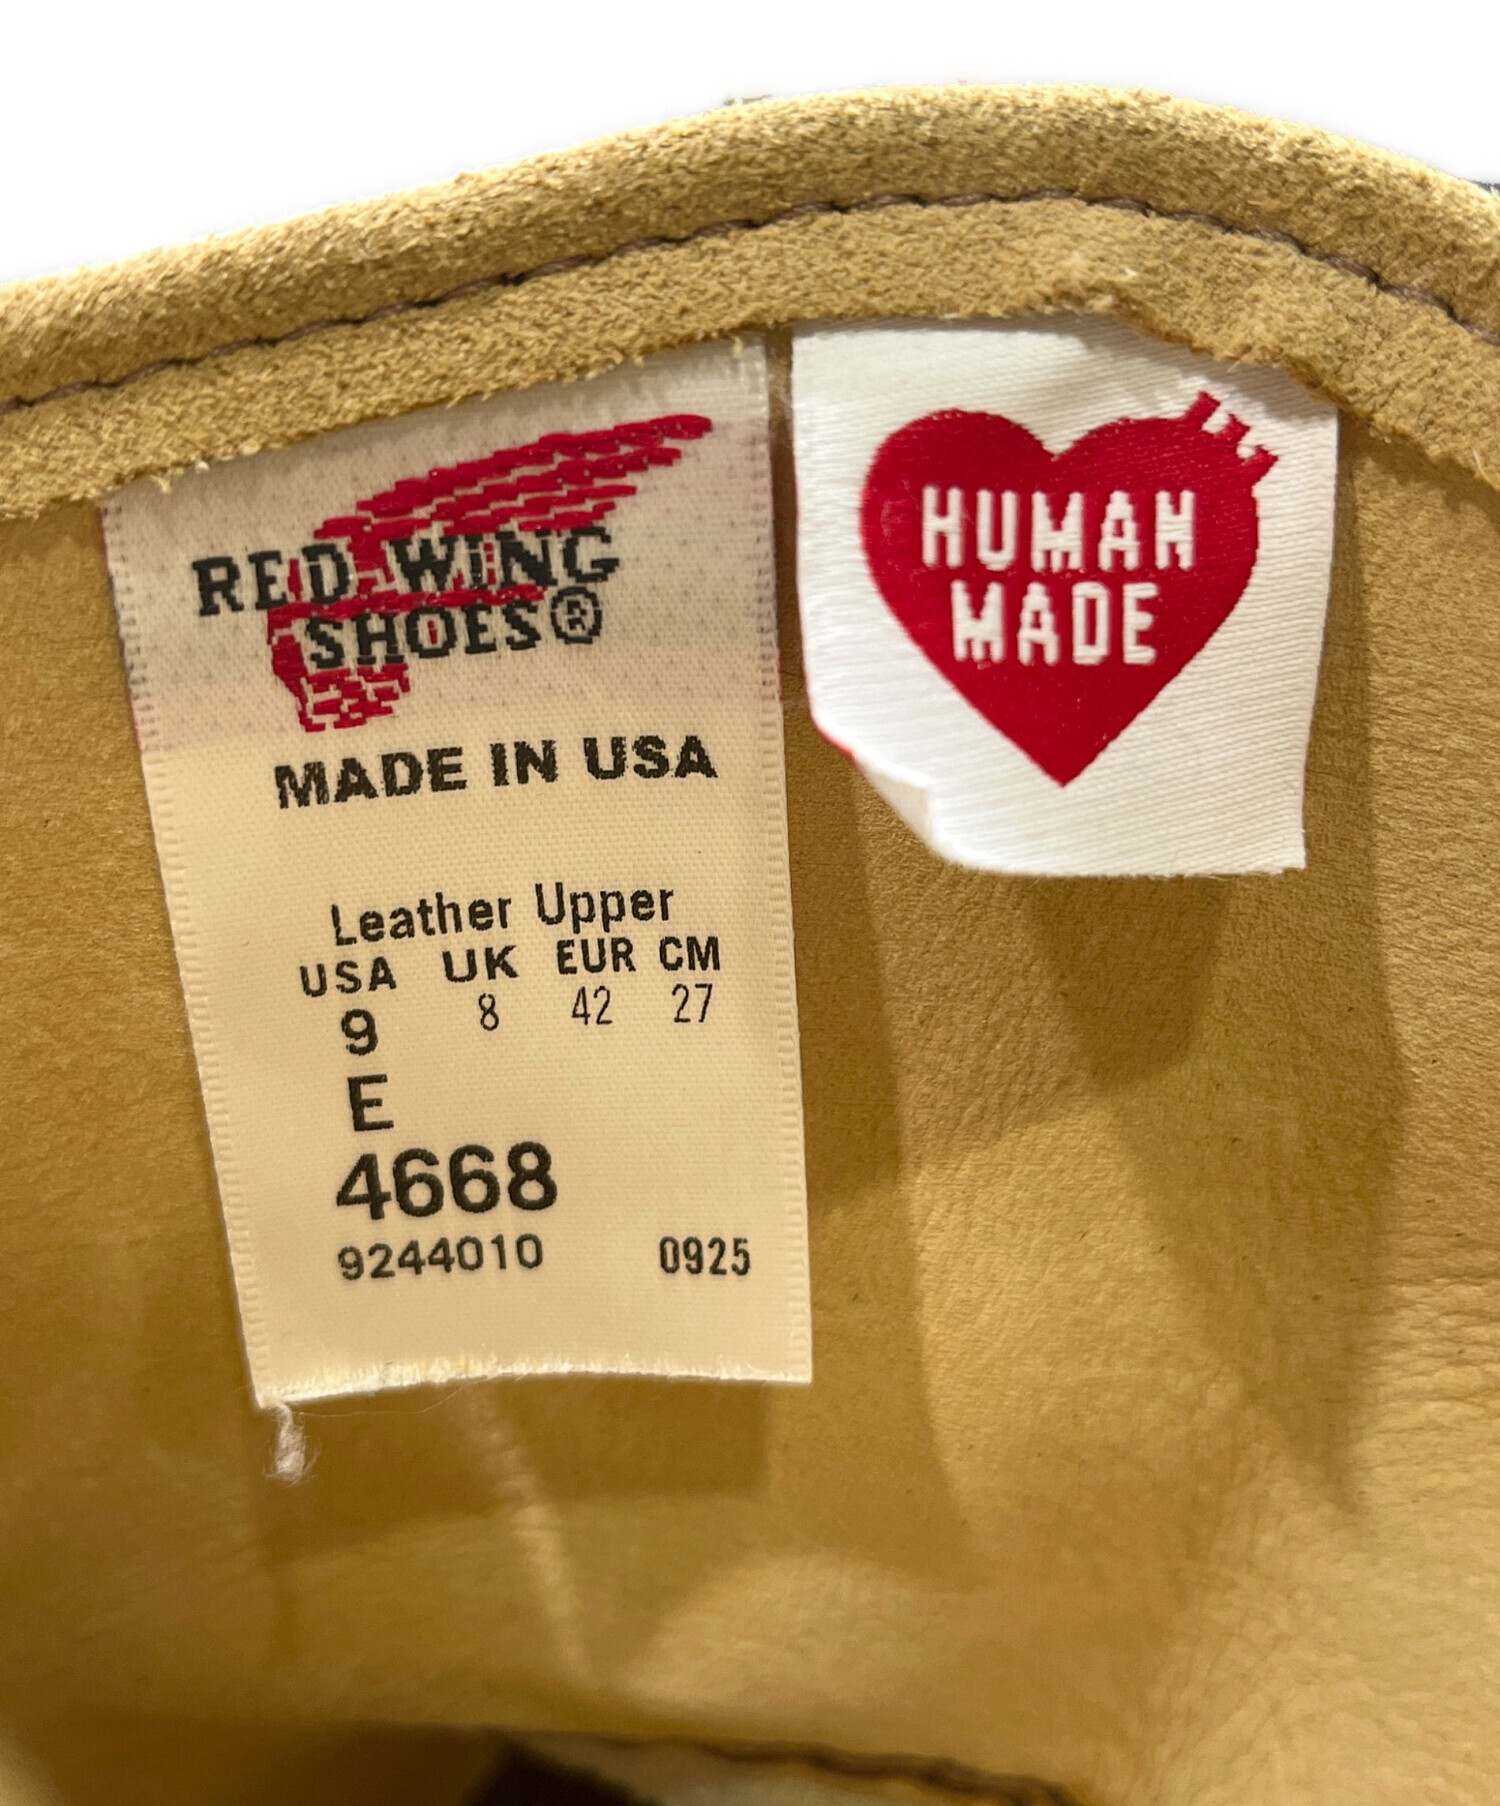 RED WING
SHOES®
MADE IN USA
Leather Upper
USA UK EUR CM
9 8 42 27
E
4668
9244010 0925
HUMAN
MADE